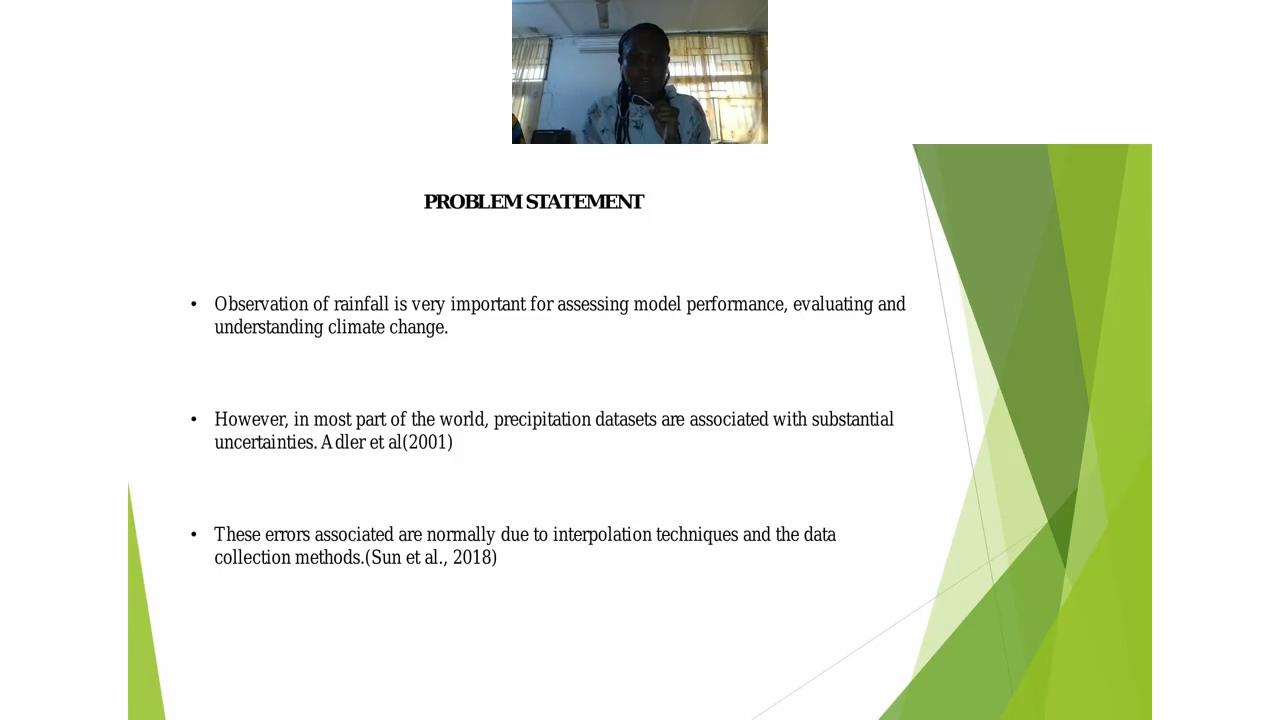 PROBLEM STATEMENT
• Observation of rainfall is very important for assessing model performance, evaluating and
understanding climate change.
• However, in most part of the world, precipitation datasets are associated with substantial
uncertainties. Adler et al(2001)
• These errors associated are normally due to interpolation techniques and the data
collection methods.(Sun et al., 2018)